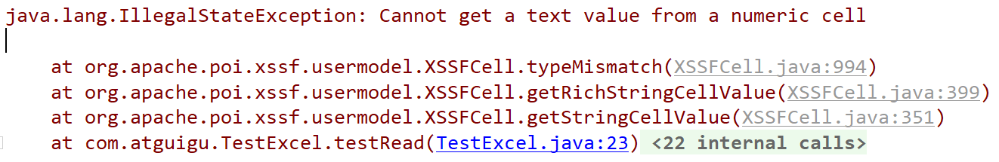 java.lang.IllegalStateException: Cannot get a text value from a numeric cell
at org.apache.poi.xssf.usermodel.XSSFCell.typeMismatch(XSSFCell.java:994)
at org.apache.poi.xssf.usermodel.XSSFCell.getRichStringCellValue(XSSFCell.java:399)
at org.apache.poi.xssf.usermodel.XSSFCell.getStringCellValue(XSSFCell.java:351)
at com.atguigu.TestExcel.testRead(TestExcel.java:23) <22 internal calls>